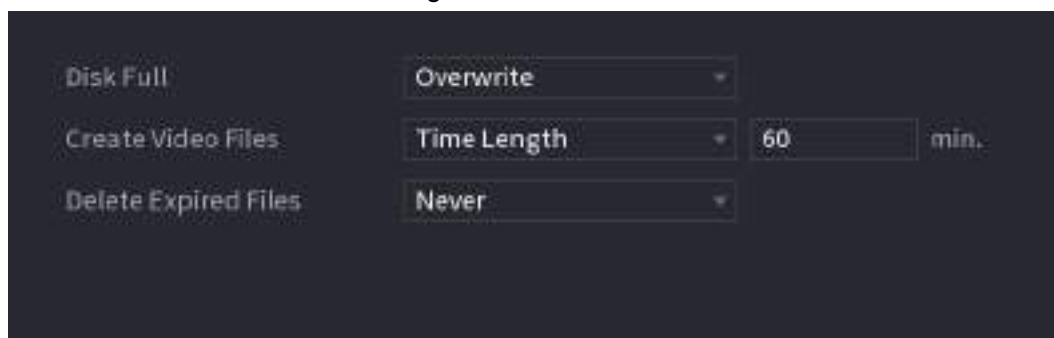 Disk Full Overwrite
Create Video Files Time Length 60 min.
Delete Expired Files Never